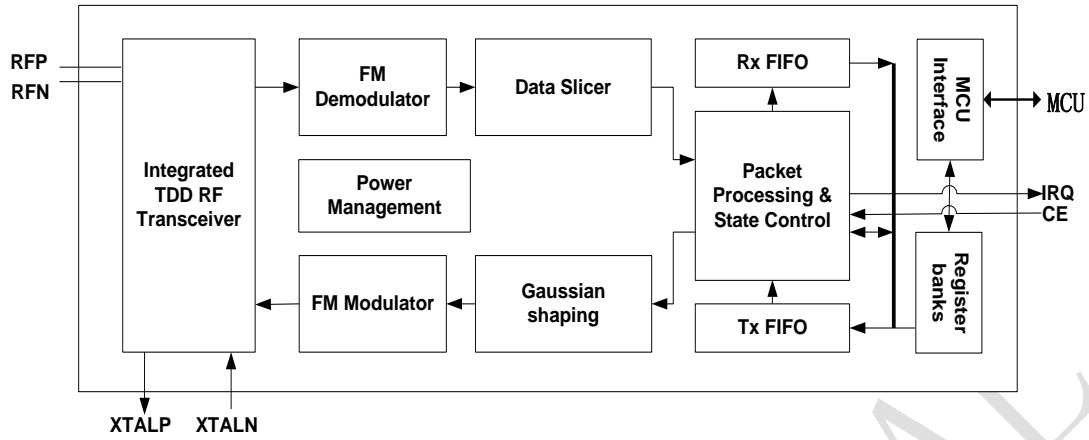 RFP
RFN
Integrated
TDD RF
Transceiver
FM
Demodulator
Data Slicer
Power
Management
FM Modulator
Gaussian
shaping
Rx FIFO
Packet
Processing &
State Control
Tx FIFO
MCU
Interface
Register
banks
MCU
IRQ
CE
XTALP
XTALN